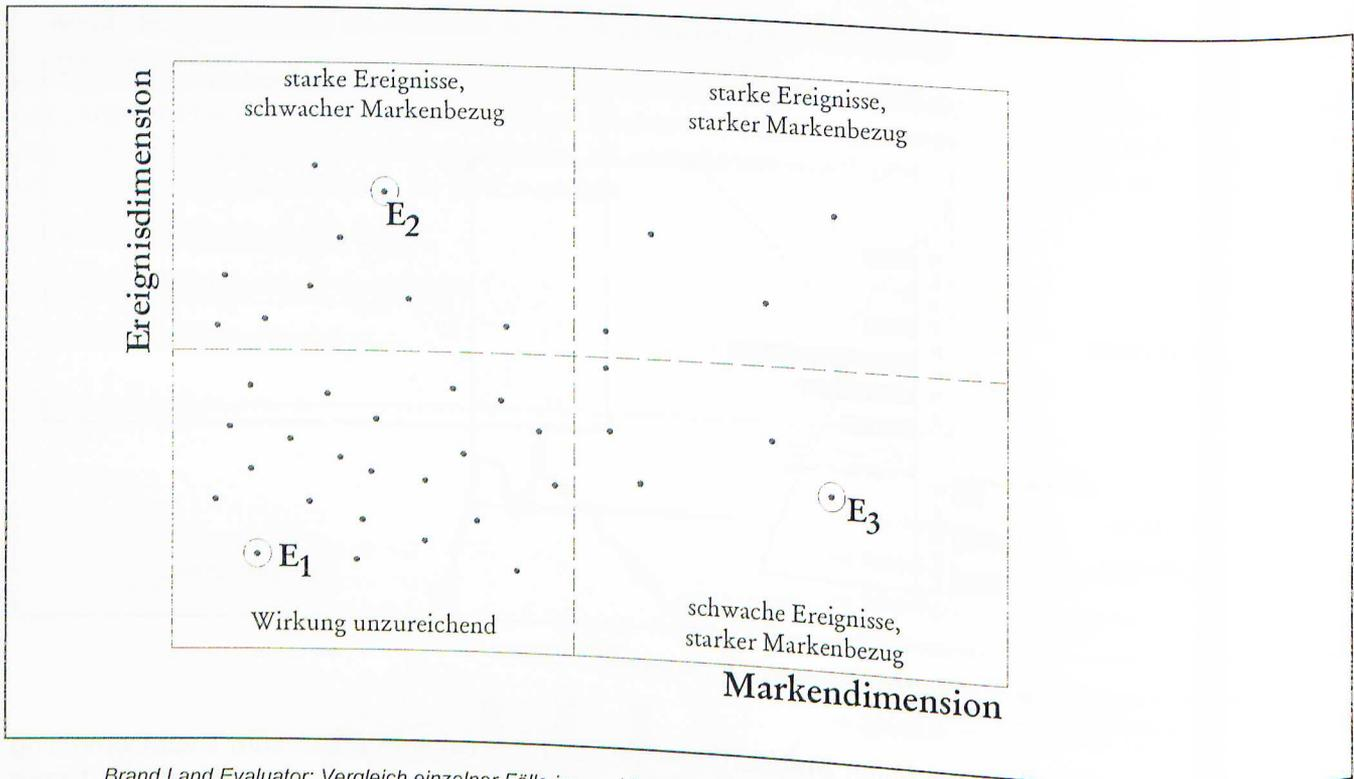 starke Ereignisse,
schwacher Markenbezug
starke Ereignisse,
starker Markenbezug
Ereignisdimension
E2
E3
E1
Wirkung unzureichend
schwache Ereignisse,
starker Markenbezug
Markendimension
Brand Land Evaluator: Vergleich einzelner Fälle